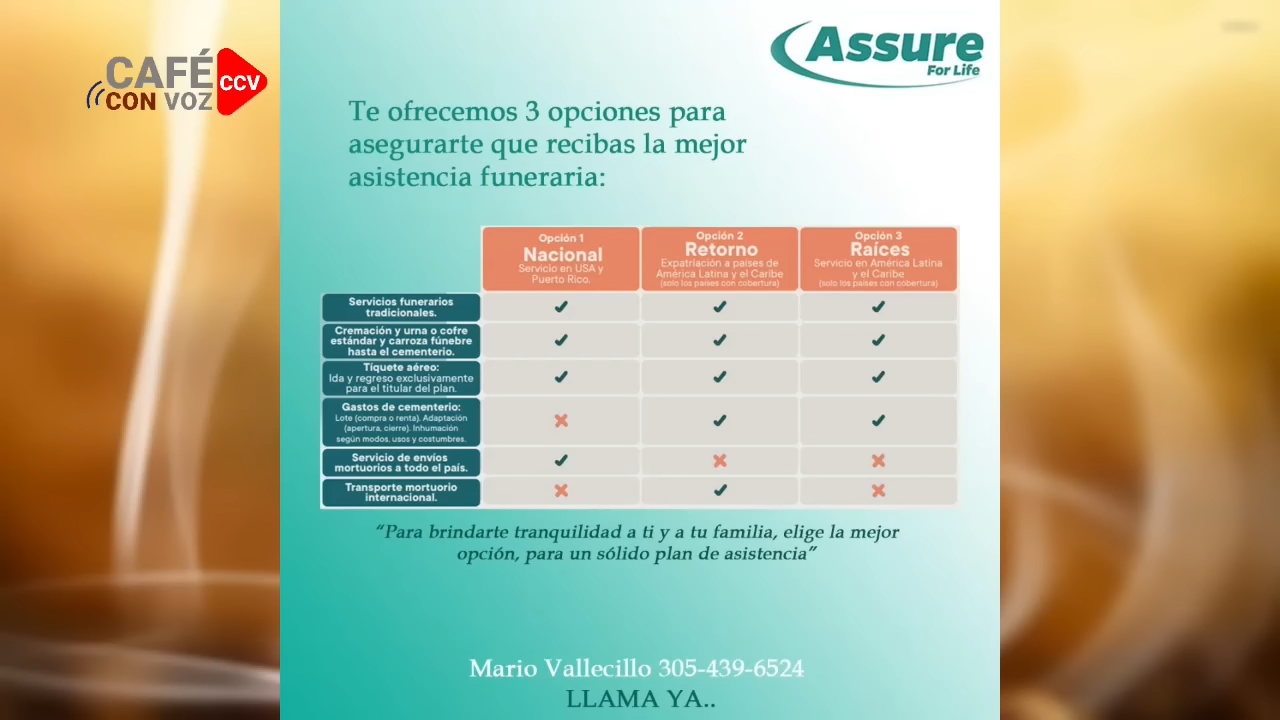 CAFÉ
CON VOZ
CCV
Assure
For Life
Te ofrecemos 3 opciones para
asegurarte que recibas la mejor
asistencia funeraria:
Opción 1
Nacional
Servicio en USA y
Puerto Rico.
Opción 2
Retorno
Expatriación a países de
América Latina y el Caribe
(solo los países con cobertura)
Opción 3
Raíces
Servicio en América Latina
y el Caribe
(solo los países con cobertura)
Servicios funerarios
tradicionales.
Cremación y urna o cofre
estándar y carroza fúnebre
hasta el cementerio.
Tíquete aéreo:
Ida y regreso exclusivamente
para el titular del plan.
Gastos de cementerio:
Lote (compra o renta). Adaptación
(apertura, cierre). Inhumación
según modos, usos y costumbres.
Servicio de envíos
mortuorios a todo el país.
Transporte mortuorio
internacional.
“Para brindarte tranquilidad a ti y a tu familia, elige la mejor
opción, para un sólido plan de asistencia”
Mario Vallecillo 305-439-6524
LLAMA YA..